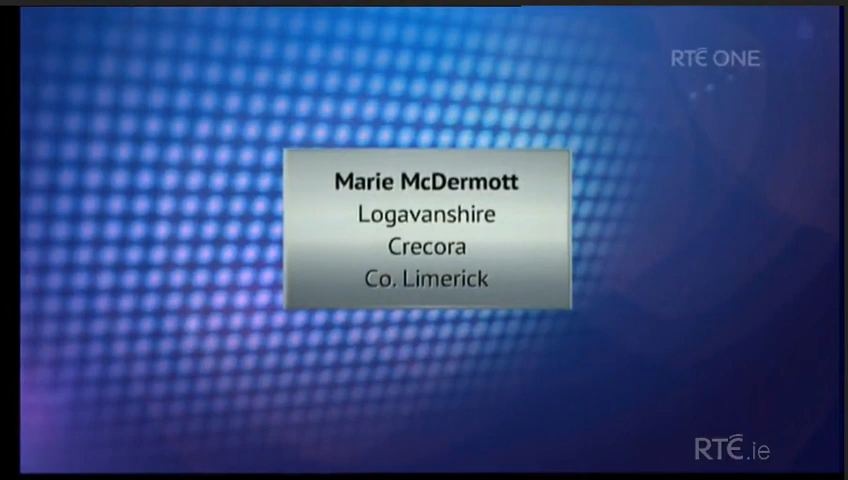 RTÉ ONE
Marie McDermott
Logavanshire
Crecora
Co. Limerick
RTÉ.ie